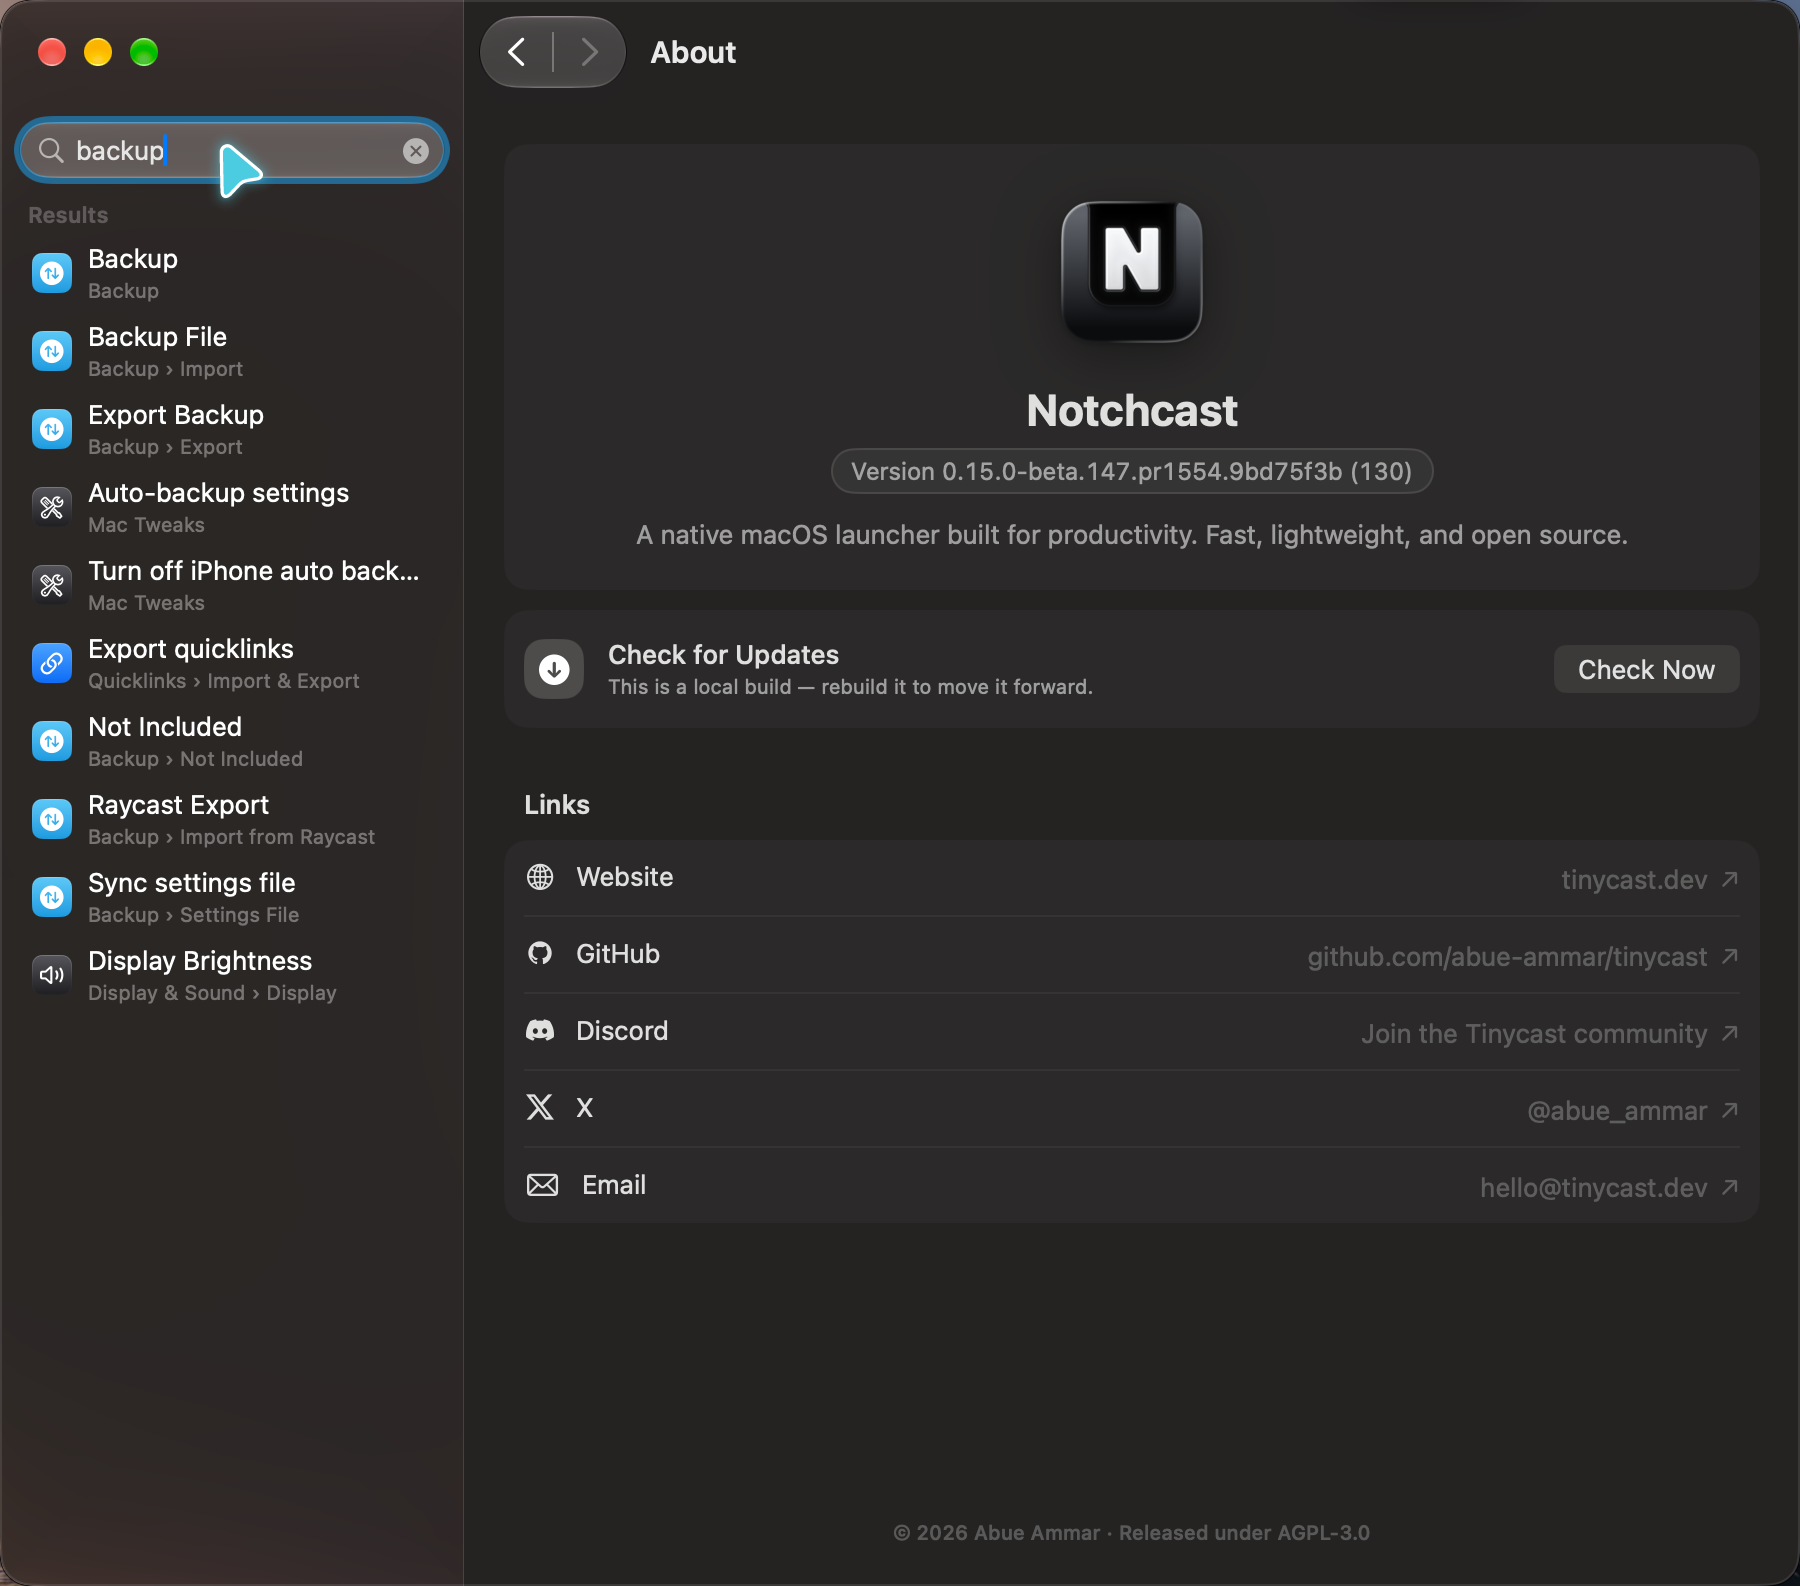 About
backup
Results
Backup
Backup
Backup File
Backup › Import
Export Backup
Backup › Export
Auto-backup settings
Mac Tweaks
Turn off iPhone auto back...
Mac Tweaks
Export quicklinks
Quicklinks › Import & Export
Not Included
Backup › Not Included
Raycast Export
Backup › Import from Raycast
Sync settings file
Backup › Settings File
Display Brightness
Display & Sound › Display
N
Notchcast
Version 0.15.0-beta.147.pr1554.9bd75f3b (130)
A native macOS launcher built for productivity. Fast, lightweight, and open source.
Check for Updates
This is a local build — rebuild it to move it forward.
Check Now
Links
Website
tinycast.dev ↗
GitHub
github.com/abue-ammar/tinycast ↗
Discord
Join the Tinycast community ↗
X
@abue_ammar ↗
Email
hello@tinycast.dev ↗
© 2026 Abue Ammar · Released under AGPL-3.0